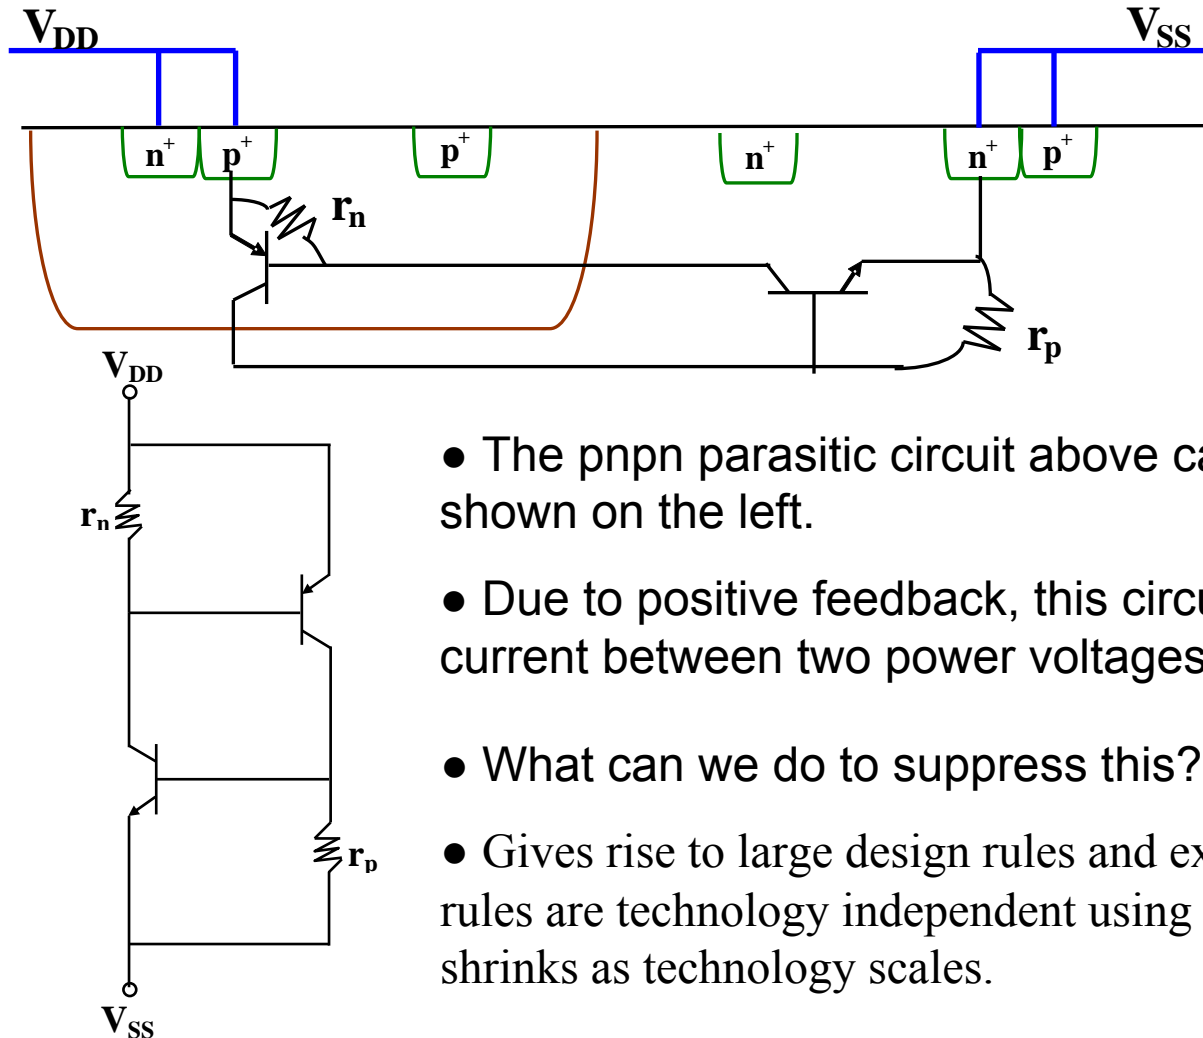 VDD VSS
n+ p+ p+ n+ n+ p+
rn
rp
VDD
rn
rp
VSS
● The pnpn parasitic circuit above ca
shown on the left.
● Due to positive feedback, this circu
current between two power voltages
● What can we do to suppress this?
● Gives rise to large design rules and ex
rules are technology independent using
shrinks as technology scales.